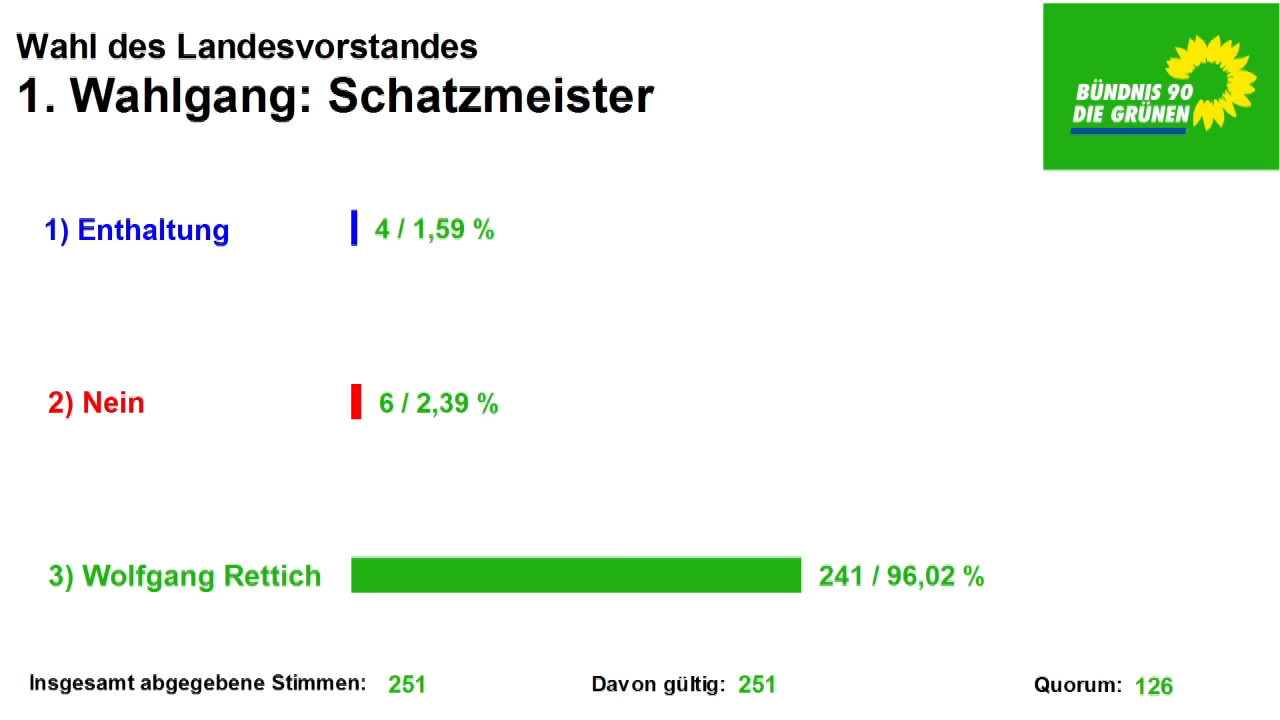 Wahl des Landesvorstandes
1. Wahlgang: Schatzmeister
BÜNDNIS 90
DIE GRÜNEN
1) Enthaltung 4 / 1,59 %
2) Nein 6 / 2,39 %
3) Wolfgang Rettich 241 / 96,02 %
Insgesamt abgegebene Stimmen: 251 Davon gültig: 251 Quorum: 126